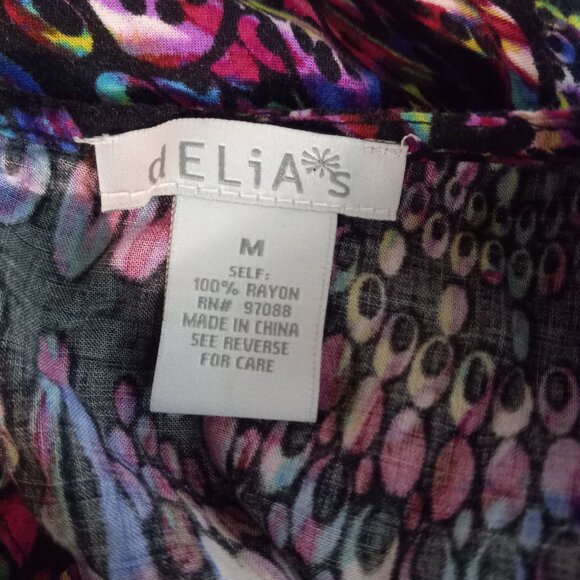 dELiA*s
M
SELF:
100% RAYON
RN# 97088
MADE IN CHINA
SEE REVERSE
FOR CARE